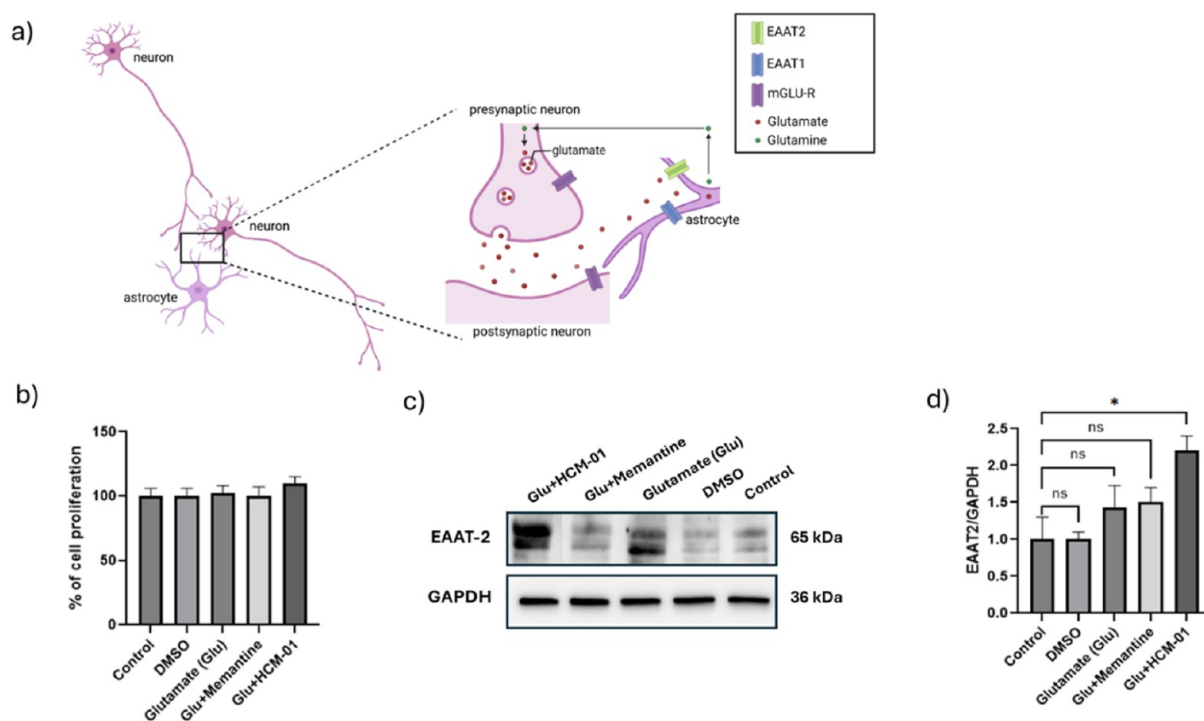 a)
neuron
neuron
astrocyte
presynaptic neuron
glutamate
astrocyte
postsynaptic neuron
EAAT2
EAAT1
mGLU-R
Glutamate
Glutamine
b)
% of cell proliferation
150
100
50
0
Control
DMSO
Glutamate (Glu)
Glu+Memantine
Glu+HCM-01
c)
Glu+HCM-01
Glu+Memantine
Glutamate (Glu)
DMSO
Control
EAAT-2
65 kDa
GAPDH
36 kDa
d)
*
ns
ns
ns
EAAT2/GAPDH
2.5
2.0
1.5
1.0
0.5
0.0
Control
DMSO
Glutamate (Glu)
Glu+Memantine
Glu+HCM-01